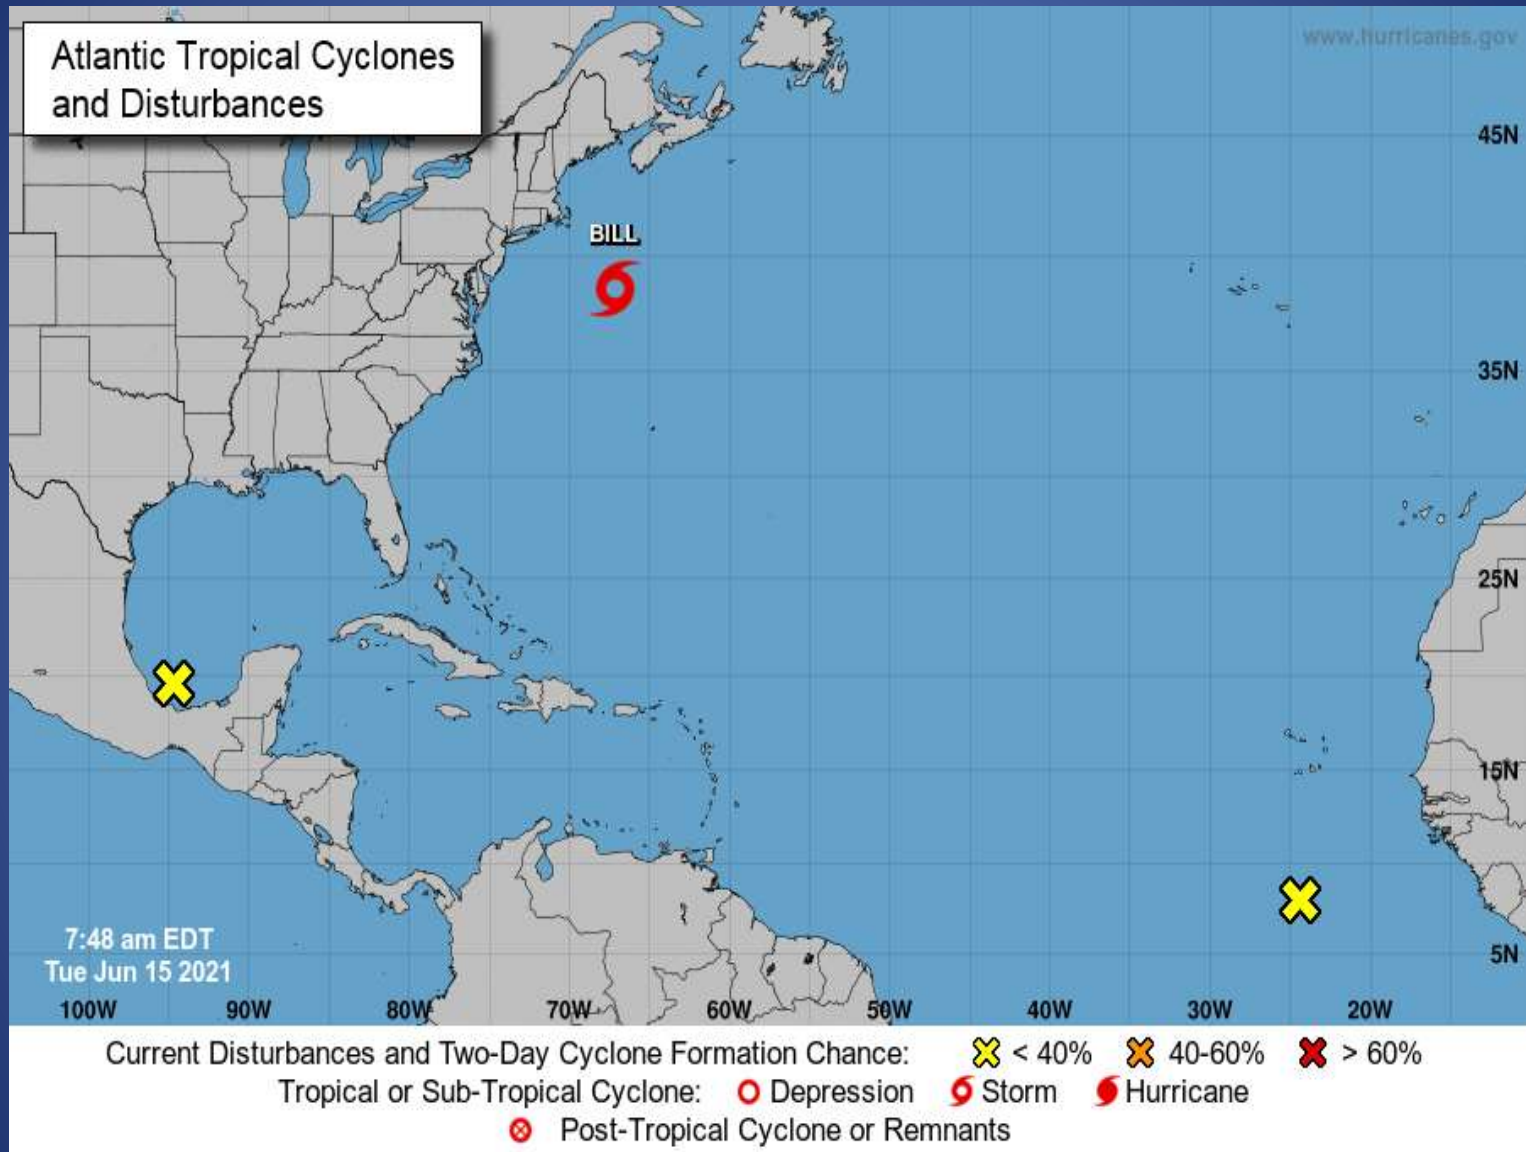 Atlantic Tropical Cyclones
and Disturbances
www.hurricanes.gov
45N
BILL
35N
25N
15N
7:48 am EDT
Tue Jun 15 2021
5N
100W 90W 80W 70W 60W 50W 40W 30W 20W
Current Disturbances and Two-Day Cyclone Formation Chance: < 40% 40-60% > 60%
Tropical or Sub-Tropical Cyclone: Depression Storm Hurricane
Post-Tropical Cyclone or Remnants